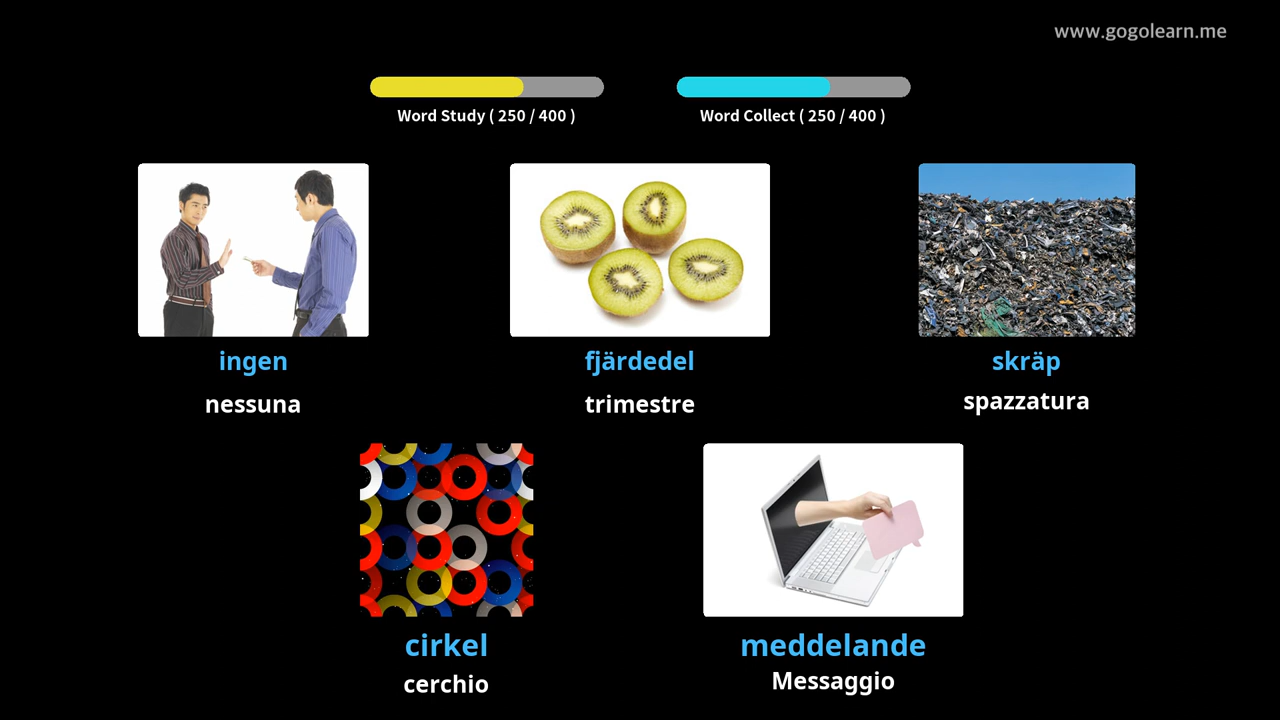 www.gogolearn.me
Word Study ( 250 / 400 )
Word Collect ( 250 / 400 )
ingen
nessuna
fjärdedel
trimestre
skräp
spazzatura
cirkel
cerchio
meddelande
Messaggio